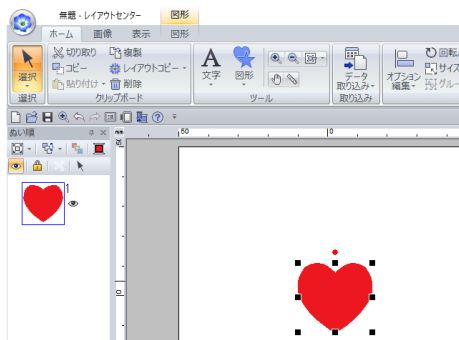 無題 - レイアウトセンター 図形
ホーム 画像 表示 図形
選択
切り取り 複製
コピー レイアウトコピー
貼り付け 削除
文字 図形
データ
取り込み
オプション
編集
回転
サイズ
グルー
選択 クリップボード ツール 取り込み 編集
ぬい順
50 0
1
0